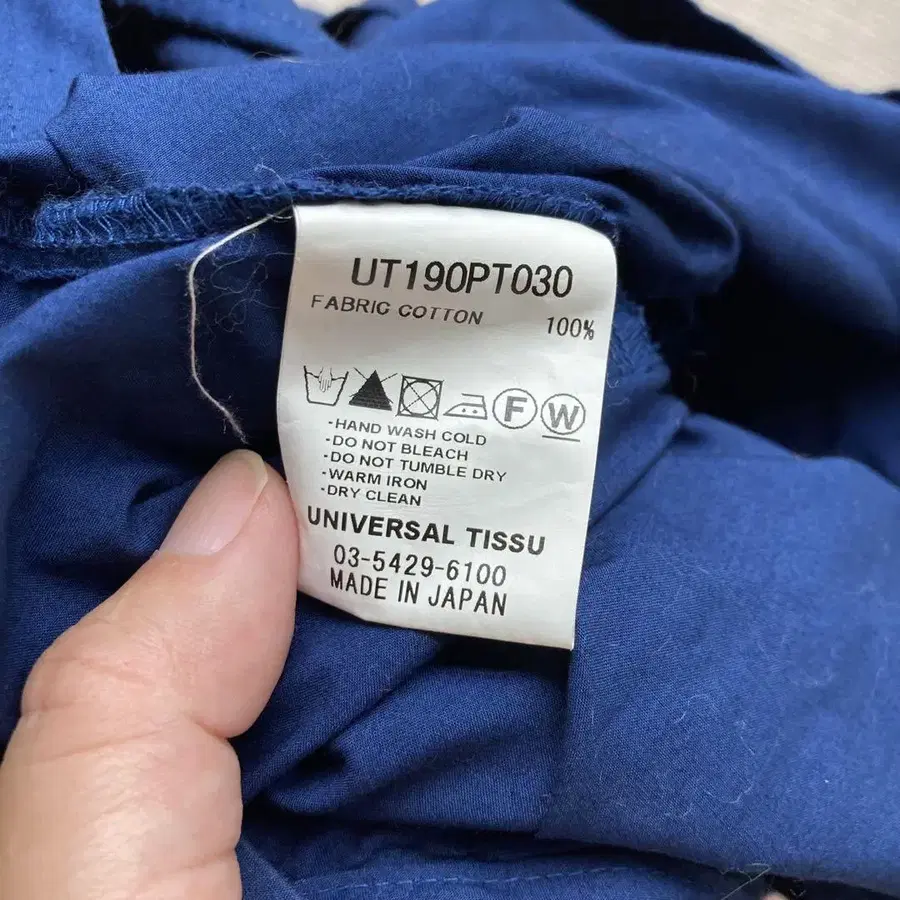 UT190PT030
FABRIC COTTON 100%
F W
-HAND WASH COLD
-DO NOT BLEACH
-DO NOT TUMBLE DRY
-WARM IRON
-DRY CLEAN
UNIVERSAL TISSU
03-5429-6100
MADE IN JAPAN